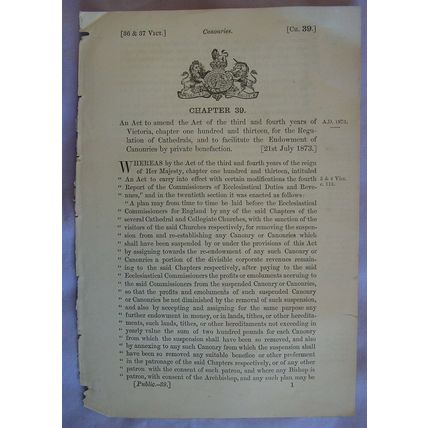 [36 & 37 VICT.] Canonries. [CH. 39.]
CHAPTER 39.
An Act to amend the Act of the third and fourth years of A.D. 1873.
Victoria, chapter one hundred and thirteen, for the Regu-
lation of Cathedrals, and to facilitate the Endowment of
Canonries by private benefaction. [21st July 1873.]
WHEREAS by the Act of the third and fourth years of the reign
of Her Majesty, chapter one hundred and thirteen, intituled
" An Act to carry into effect with certain modifications the fourth 3 & 4 Vict.
" Report of the Commissioners of Ecclesiastical Duties and Reve- c. 113.
" nues," and in the twentieth section it was enacted as follows:
" A plan may from time to time be laid before the Ecclesiastical
" Commissioners for England by any of the said Chapters of the
" several Cathedral and Collegiate Churches, with the sanction of the
" visitors of the said Churches respectively, for removing the suspen-
" sion from and re-establishing any Canonry or Canonries which
" shall have been suspended by or under the provisions of this Act
" by assigning towards the re-endowment of any such Canonry or
" Canonries a portion of the divisible corporate revenues remain-
" ing to the said Chapters respectively, after paying to the said
" Ecclesiastical Commissioners the profits or emoluments accruing to
" the said Commissioners from the suspended Canonry or Canonries,
" so that the profits and emoluments of such suspended Canonry
" or Canonries be not diminished by the removal of such suspension,
" and also by accepting and assigning for the same purpose any
" further endowment in money, or in lands, tithes, or other heredita-
" ments, such lands, tithes, or other hereditaments not exceeding in
" yearly value the sum of two hundred pounds for each Canonry
" from which the suspension shall have been so removed, and also
" by annexing to any such Canonry from which the suspension shall
" have been so removed any suitable benefice or other preferment
" in the patronage of the said Chapters respectively, or of any other
" patron with the consent of such patron, and where any Bishop is
" patron, with consent of the Archbishop, and any such plan may be
[Public.-39.] 1